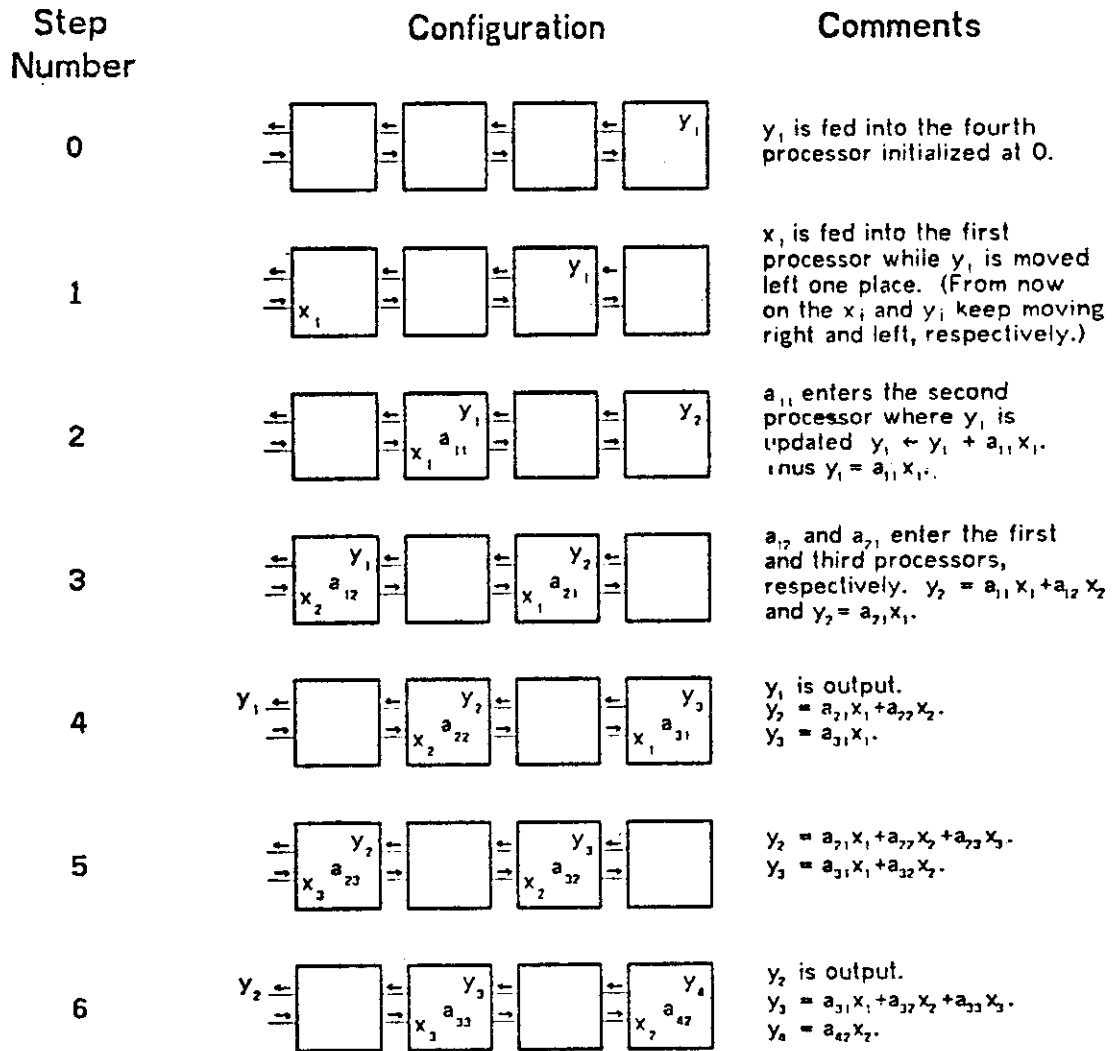 Step
Number
Configuration
Comments
0
y₁
y₁ is fed into the fourth
processor initialized at 0.
1
x₁
y₁
x₁ is fed into the first
processor while y₁ is moved
left one place. (From now
on the xᵢ and yᵢ keep moving
right and left, respectively.)
2
y₁
x₁ a₁₁
y₂
a₁₁ enters the second
processor where y₁ is
updated y₁ ← y₁ + a₁₁x₁.
Thus y₁ = a₁₁x₁.
3
y₁
x₂ a₁₂
y₂
x₁ a₂₁
a₁₂ and a₂₁ enter the first
and third processors,
respectively. y₂ = a₁₁x₁+a₁₂x₂
and y₂ = a₂₁x₁.
4
y₁
y₂
x₂ a₂₂
y₃
x₁ a₃₁
y₁ is output.
y₂ = a₂₁x₁+a₂₂x₂.
y₃ = a₃₁x₁.
5
y₂
x₃ a₂₃
y₃
x₂ a₃₂
y₂ = a₂₁x₁+a₂₂x₂+a₂₃x₃.
y₃ = a₃₁x₁+a₃₂x₂.
6
y₂
y₃
x₃ a₃₃
y₄
x₂ a₄₂
y₂ is output.
y₃ = a₃₁x₁+a₃₂x₂+a₃₃x₃.
y₄ = a₄₂x₂.